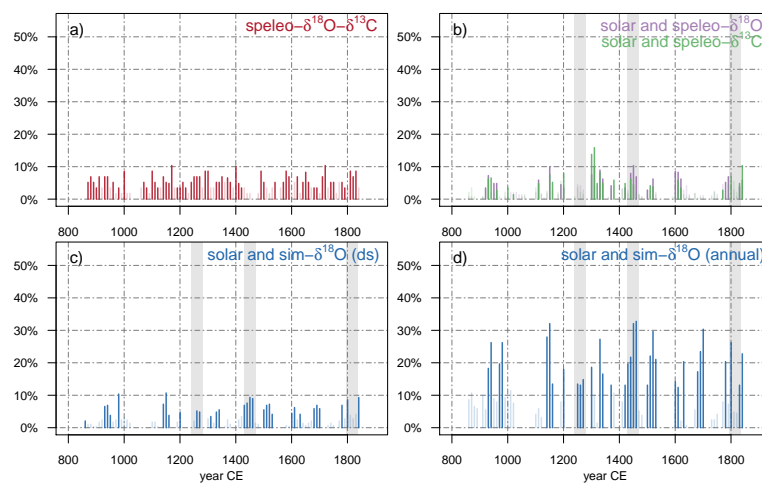 a) speleo−δ18O−δ13C
50%
40%
30%
20%
10%
0%
800 1000 1200 1400 1600 1800
b) solar and speleo−δ18O
solar and speleo−δ13C
50%
40%
30%
20%
10%
0%
800 1000 1200 1400 1600 1800
c) solar and sim−δ18O (ds)
50%
40%
30%
20%
10%
0%
800 1000 1200 1400 1600 1800
year CE
d) solar and sim−δ18O (annual)
50%
40%
30%
20%
10%
0%
800 1000 1200 1400 1600 1800
year CE